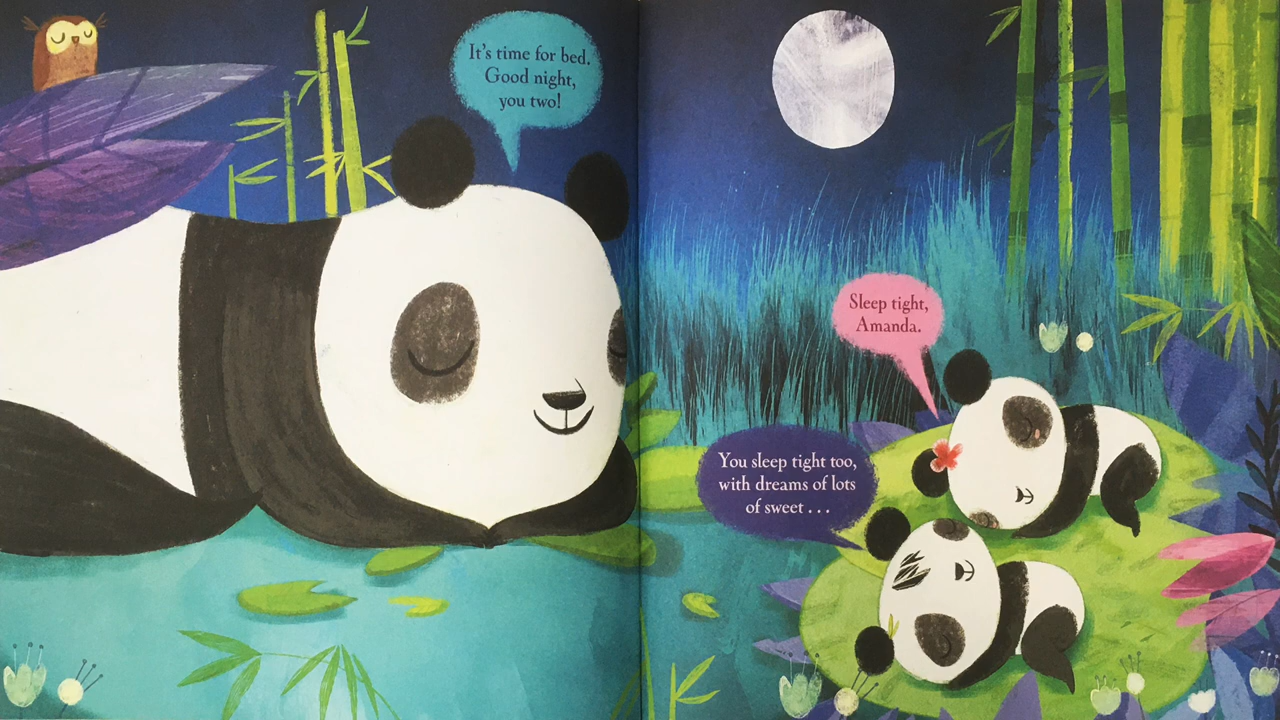 It's time for bed.
Good night,
you two!
Sleep tight,
Amanda.
You sleep tight too,
with dreams of lots
of sweet . . .